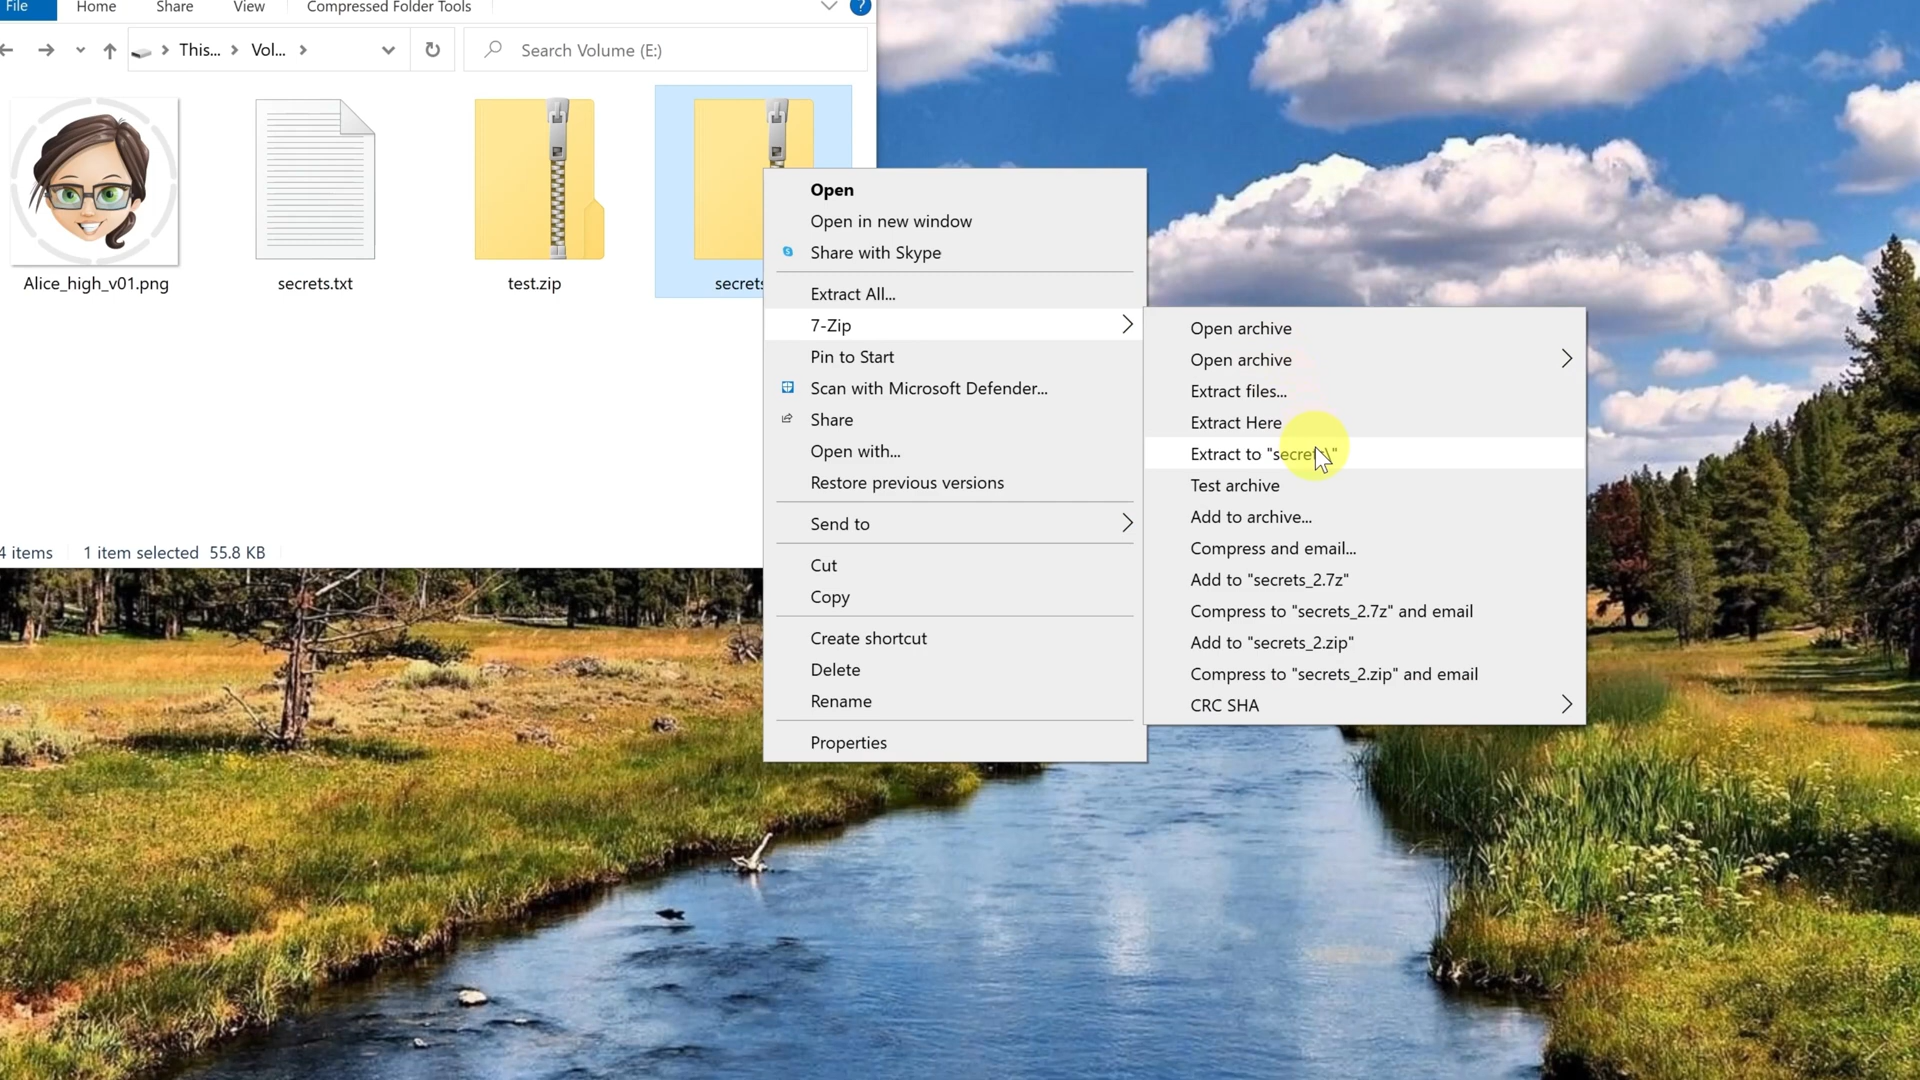 File Home Share View Compressed Folder Tools ?
This... Vol... Search Volume (E:)
Alice_high_v01.png
secrets.txt
test.zip
secrets
4 items 1 item selected 55.8 KB
Open
Open in new window
Share with Skype
Extract All...
7-Zip
Pin to Start
Scan with Microsoft Defender...
Share
Open with...
Restore previous versions
Send to
Cut
Copy
Create shortcut
Delete
Rename
Properties
Open archive
Open archive
Extract files...
Extract Here
Extract to "secrets\"
Test archive
Add to archive...
Compress and email...
Add to "secrets_2.7z"
Compress to "secrets_2.7z" and email
Add to "secrets_2.zip"
Compress to "secrets_2.zip" and email
CRC SHA